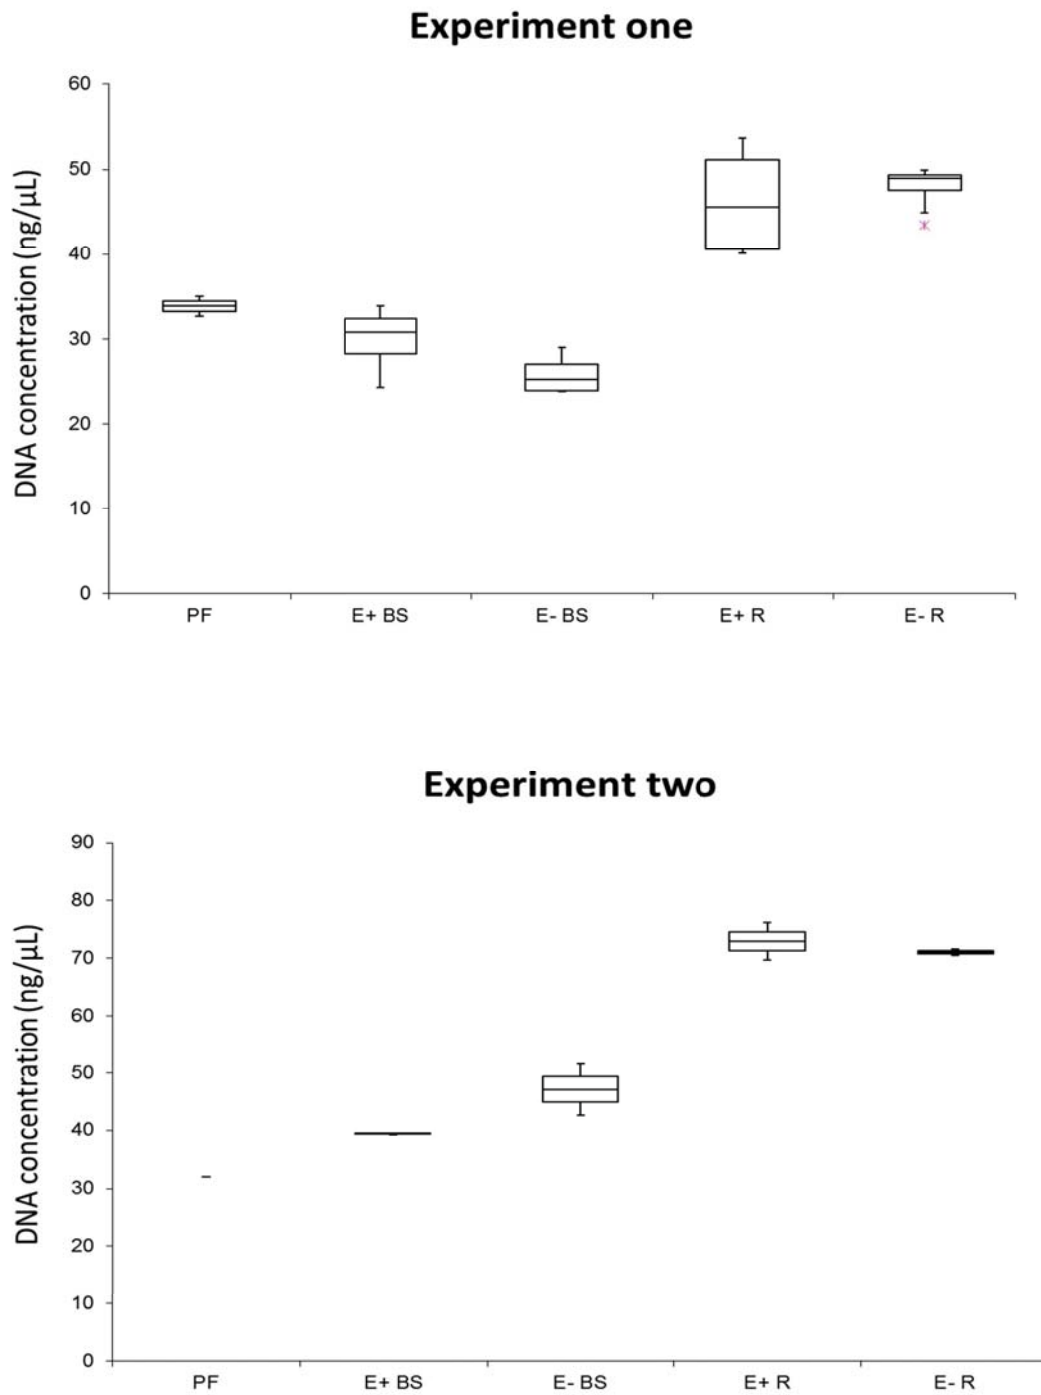 Experiment one
DNA concentration (ng/µL)
60
50
40
30
20
10
0
PF E+ BS E- BS E+ R E- R
Experiment two
DNA concentration (ng/µL)
90
80
70
60
50
40
30
20
10
0
PF E+ BS E- BS E+ R E- R